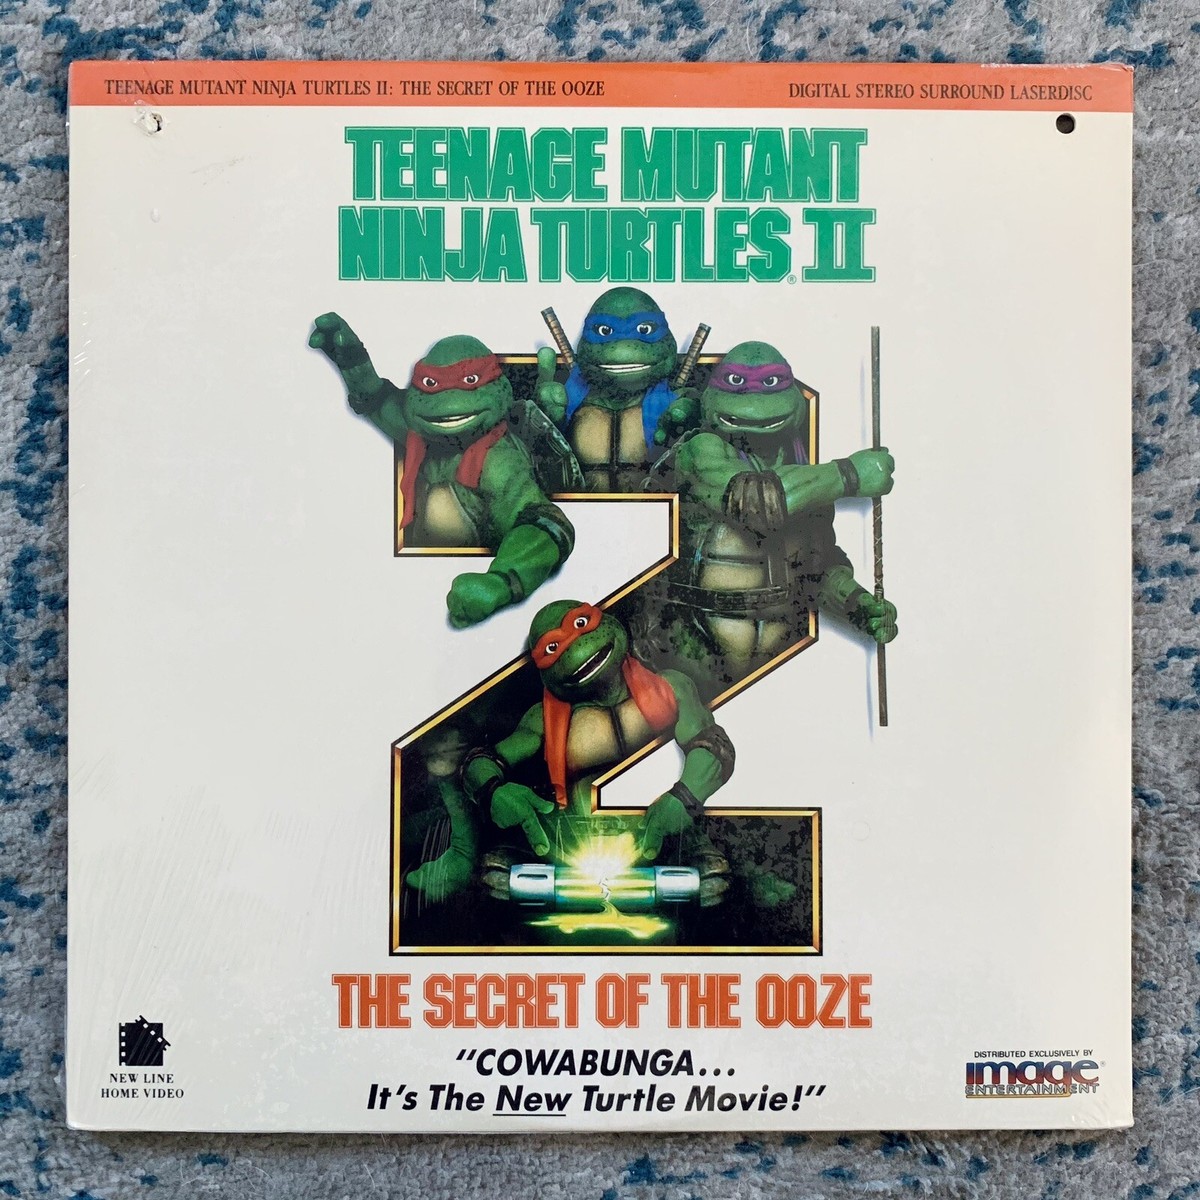 TEENAGE MUTANT NINJA TURTLES II: THE SECRET OF THE OOZE
DIGITAL STEREO SURROUND LASERDISC
TEENAGE MUTANT
NINJA TURTLES® II
THE SECRET OF THE OOZE
"COWABUNGA...
It's The New Turtle Movie!"
NEW LINE
HOME VIDEO
DISTRIBUTED EXCLUSIVELY BY
image®
ENTERTAINMENT